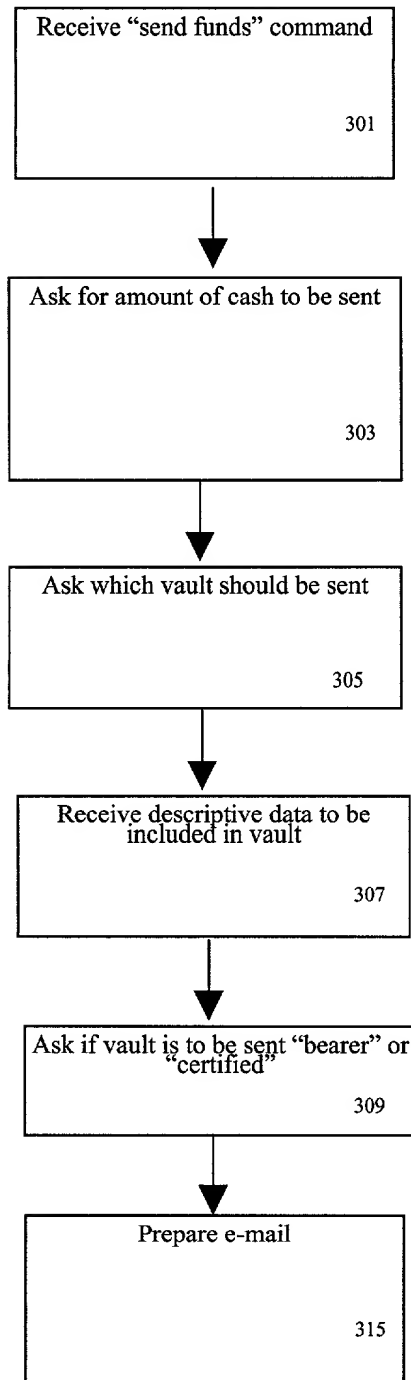 Receive “send funds” command
301
Ask for amount of cash to be sent
303
Ask which vault should be sent
305
Receive descriptive data to be
included in vault
307
Ask if vault is to be sent “bearer” or
“certified”
309
Prepare e-mail
315